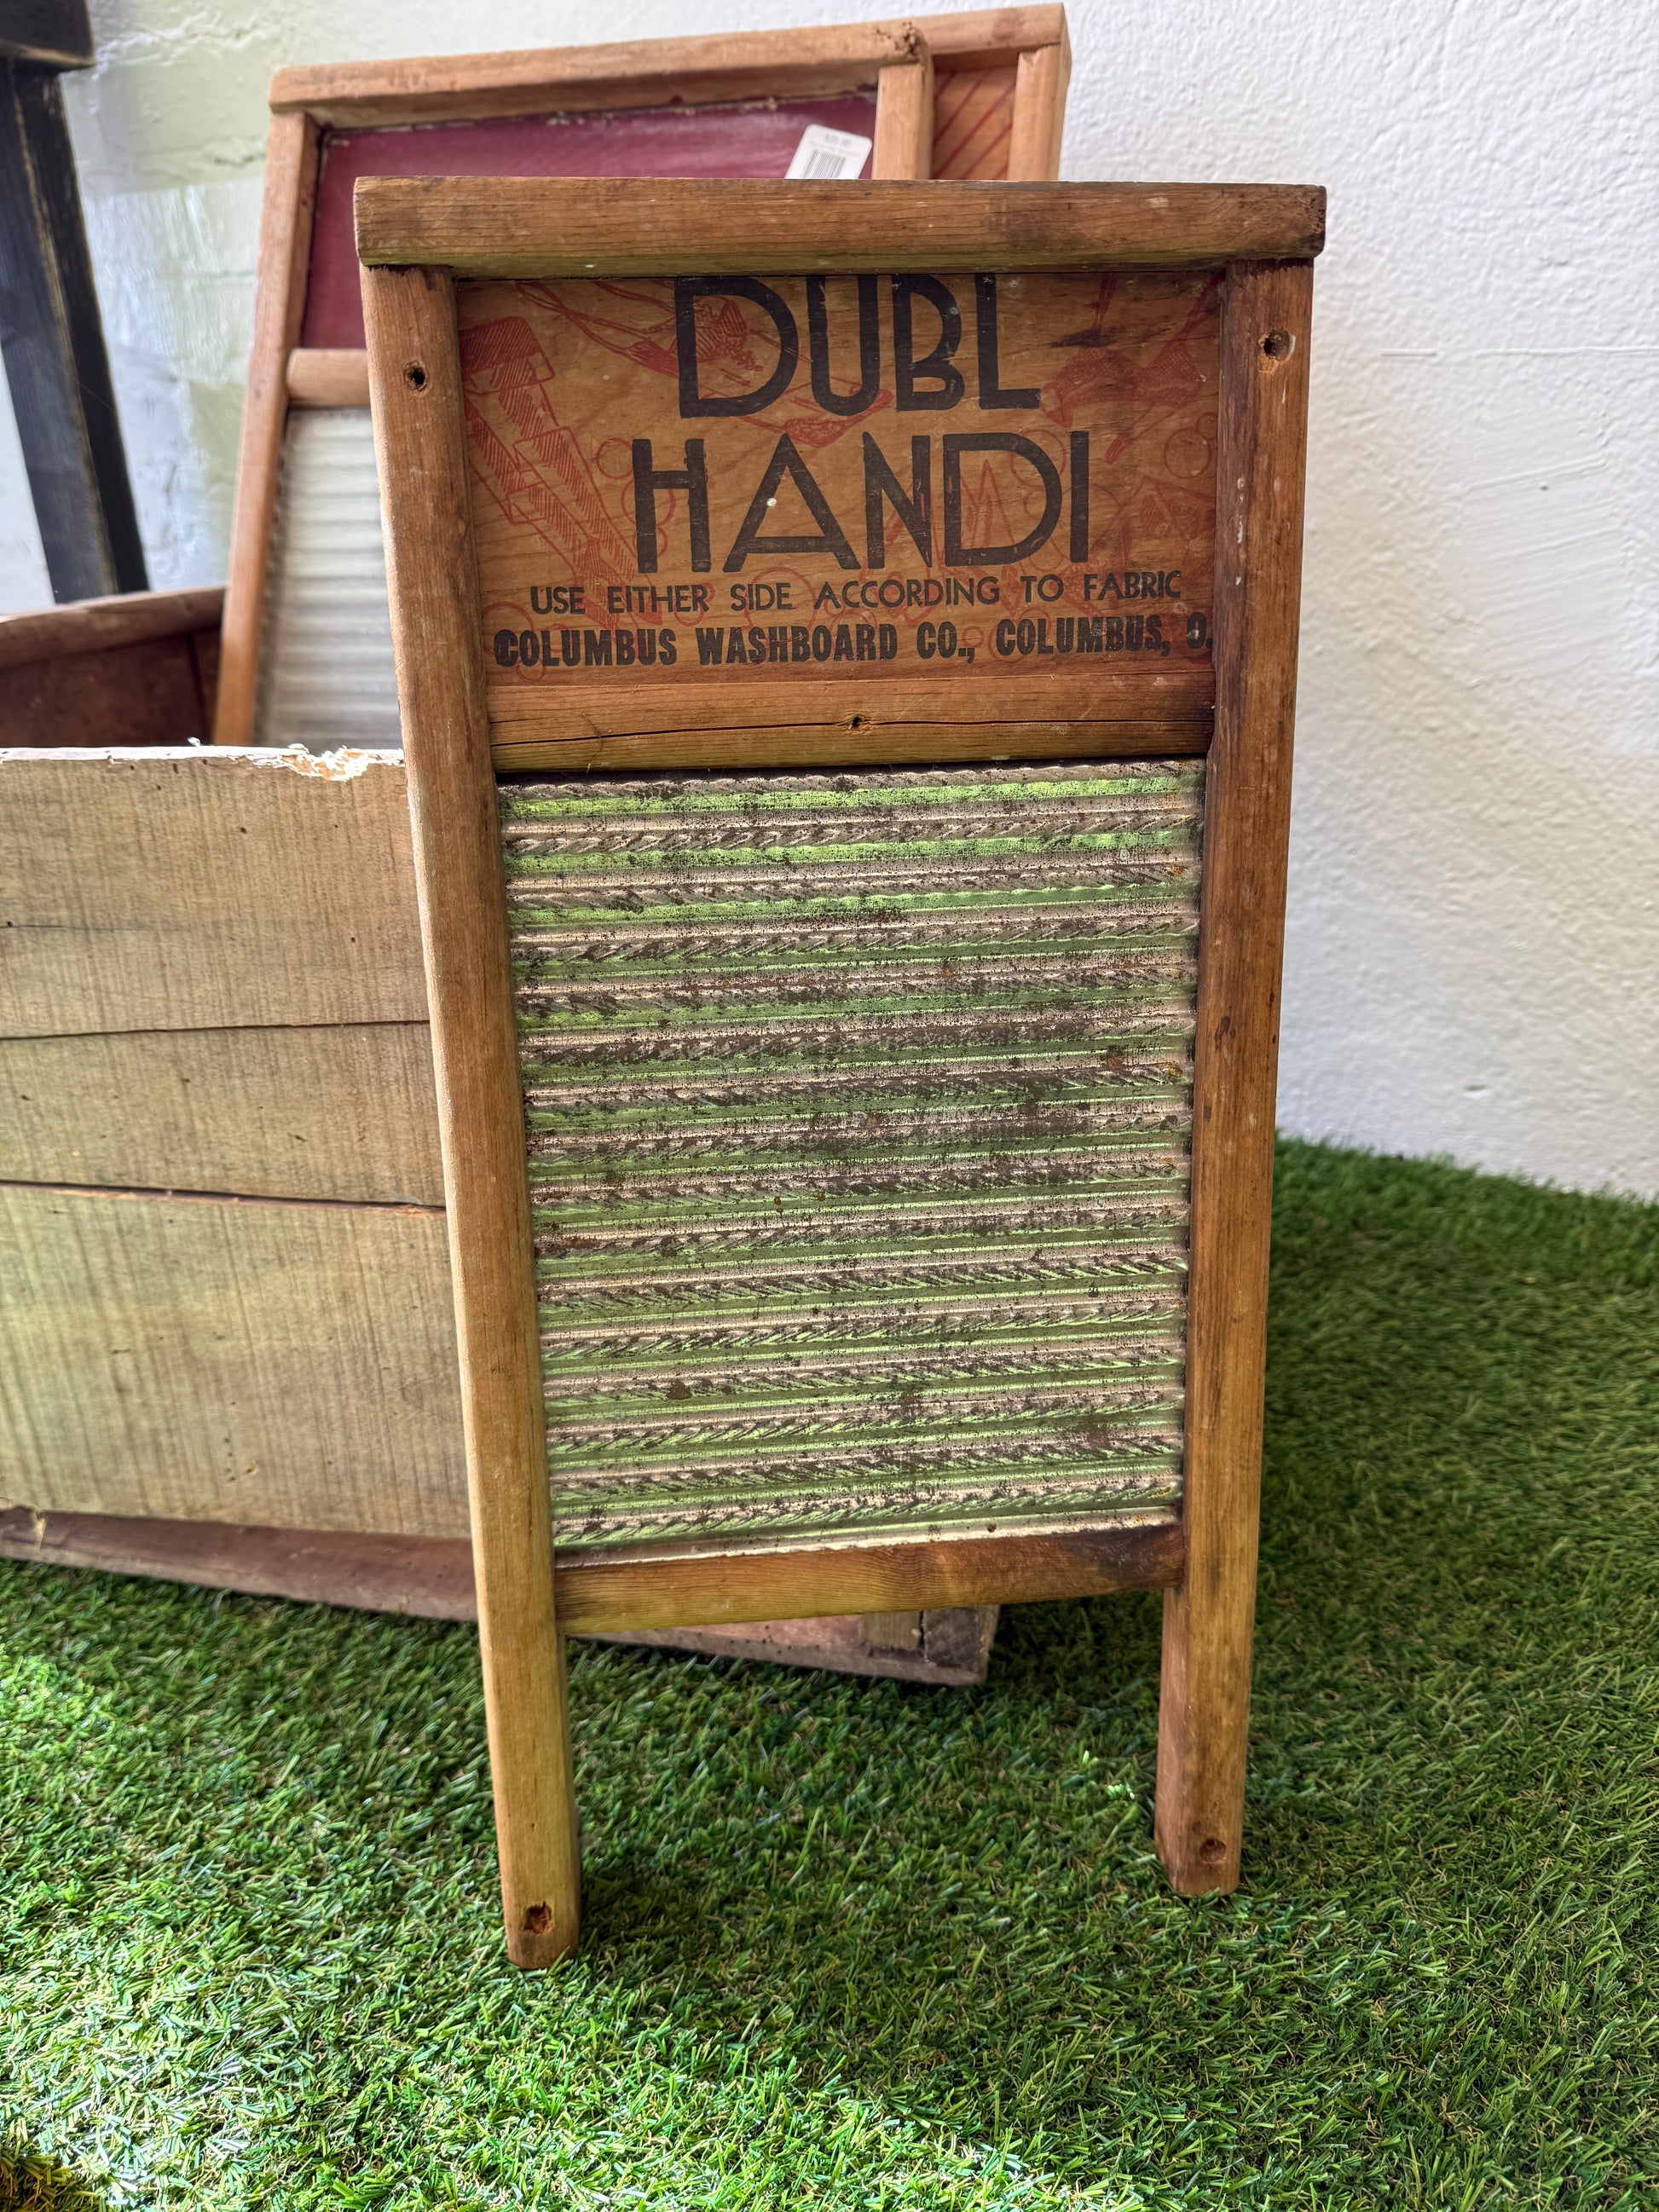 DUBL
HANDI
USE EITHER SIDE ACCORDING TO FABRIC
COLUMBUS WASHBOARD CO., COLUMBUS, O.